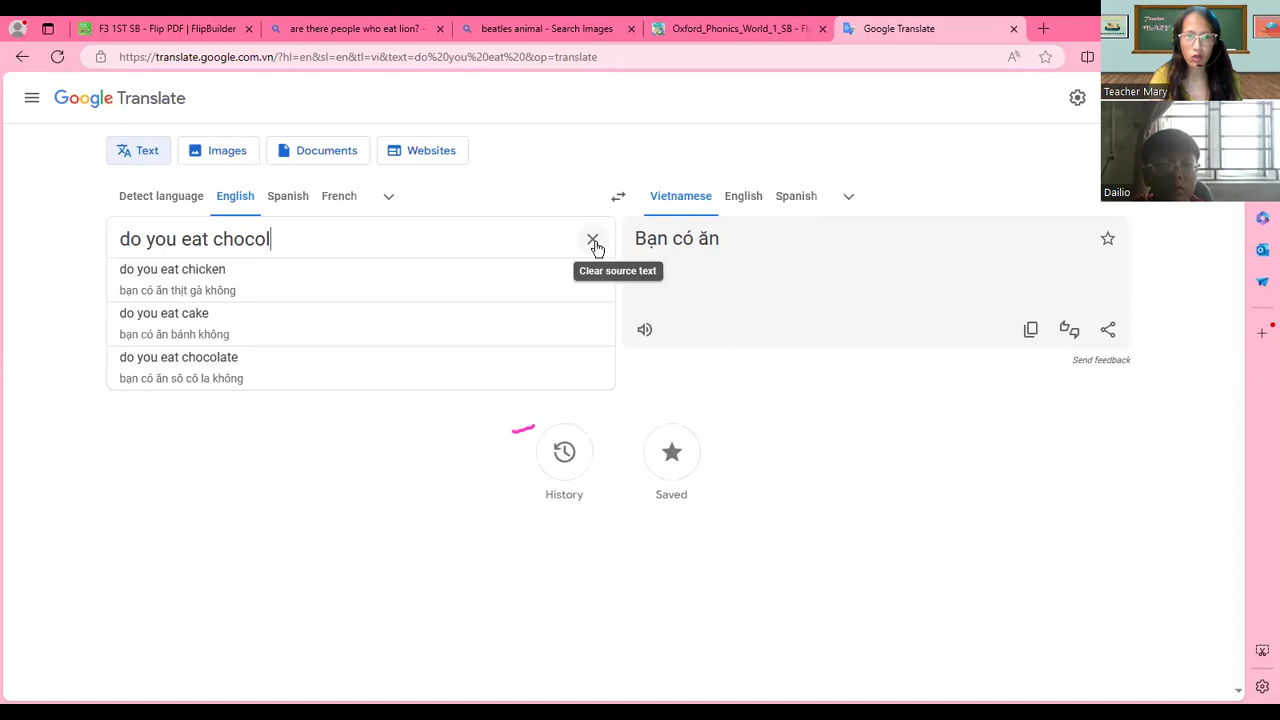 F3 1ST SB - Flip PDF | FlipBuilder
are there people who eat lion? -
beatles animal - Search Images
Oxford_Phonics_World_1_SB - Fl
Google Translate
https://translate.google.com.vn/?hl=en&sl=en&tl=vi&text=do%20you%20eat%20&op=translate
Teacher Mary
Google Translate
Text
Images
Documents
Websites
Dailio
Detect language
English
Spanish
French
Vietnamese
English
Spanish
do you eat chocol
Bạn có ăn
Clear source text
do you eat chicken
bạn có ăn thịt gà không
do you eat cake
bạn có ăn bánh không
do you eat chocolate
bạn có ăn sô cô la không
Send feedback
History
Saved